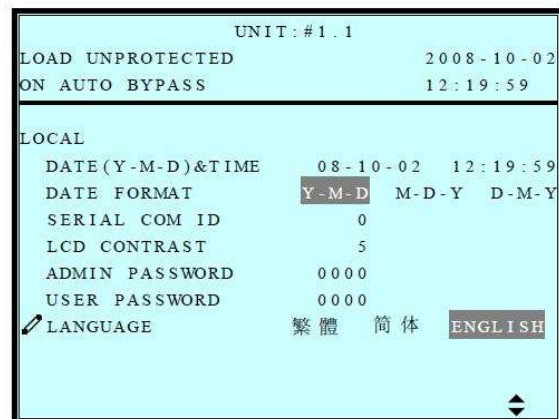 UNIT:#1.1
LOAD UNPROTECTED 2008-10-02
ON AUTO BYPASS 12:19:59
LOCAL
DATE(Y-M-D)&TIME 08-10-02 12:19:59
DATE FORMAT Y-M-D M-D-Y D-M-Y
SERIAL COM ID 0
LCD CONTRAST 5
ADMIN PASSWORD 0000
USER PASSWORD 0000
LANGUAGE 繁體 简体 ENGLISH